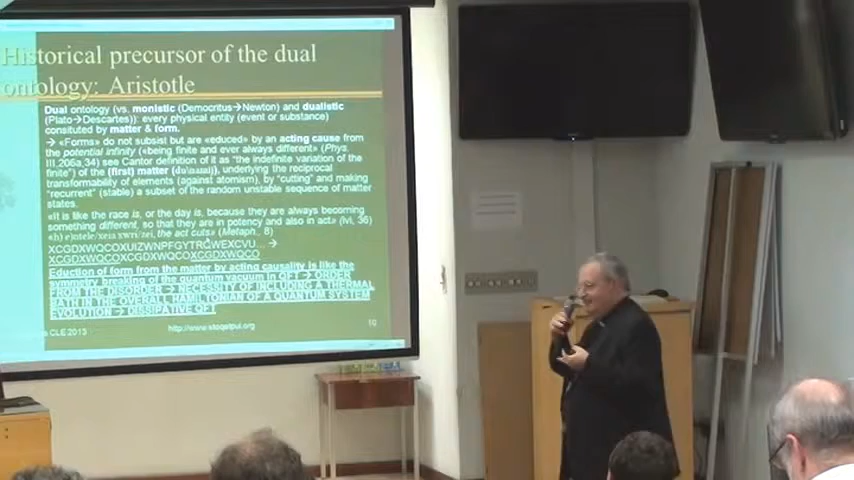 Historical precursor of the dual
ontology: Aristotle
Dual ontology (vs. monistic (Democritus→Newton) and dualistic
(Plato→Descartes)): every physical entity (event or substance)
consituted by matter & form.
→ «Forms» do not subsist but are «educed» by an acting cause from
the potential infinity («being finite and ever always different» (Phys.
III,206a,34) see Cantor definition of it as "the indefinite variation of the
finite") of the (first) matter, underlying the reciprocal
transformability of elements (against atomism), by "cutting" and making
"recurrent" (stable) a subset of the random unstable sequence of matter
states.
«It is like the race is, or the day is, because they are always becoming
something different, so that they are in potency and also in act» (Ivi, 36)
the act cuts» (Metaph., 8)
XCGDXWQCOXUIZWNPFGYTRGWEXCVU... →
XCGDXWQCOXCGDXWQCOXCGDXWQCO
Eduction of form from the matter by acting causality is like the
symmetry breaking of the quantum vacuum in QFT → ORDER
FROM THE DISORDER → NECESSITY OF INCLUDING A THERMAL
BATH IN THE OVERALL HAMILTONIAN OF A QUANTUM SYSTEM
EVOLUTION → DISSIPATIVE QFT
CLE 2015 http://www.stoqatpul.org 10